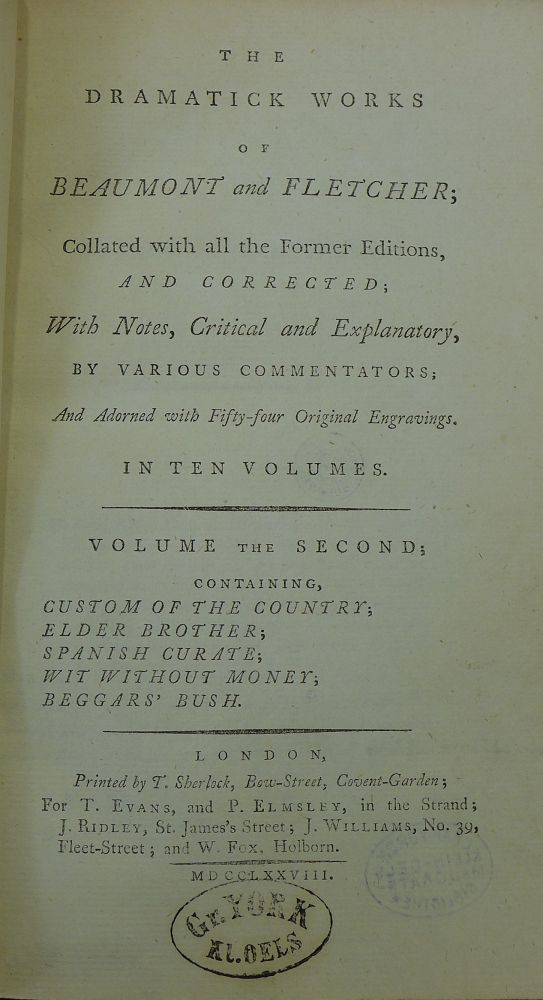 THE
DRAMATICK WORKS
OF
BEAUMONT and FLETCHER;
Collated with all the Former Editions,
AND CORRECTED;
With Notes, Critical and Explanatory,
BY VARIOUS COMMENTATORS;
And Adorned with Fifty-four Original Engravings.
IN TEN VOLUMES.
VOLUME THE SECOND;
CONTAINING,
CUSTOM OF THE COUNTRY;
ELDER BROTHER;
SPANISH CURATE;
WIT WITHOUT MONEY;
BEGGARS' BUSH.
LONDON,
Printed by T. Sherlock, Bow-Street, Covent-Garden;
For T. EVANS, and P. ELMSLEY, in the Strand;
J. RIDLEY, St. James's Street; J. WILLIAMS, No. 39,
Fleet-Street; and W. FOX, Holborn.
MDCCLXXVIII.
Gr. YORK
AL.OELS